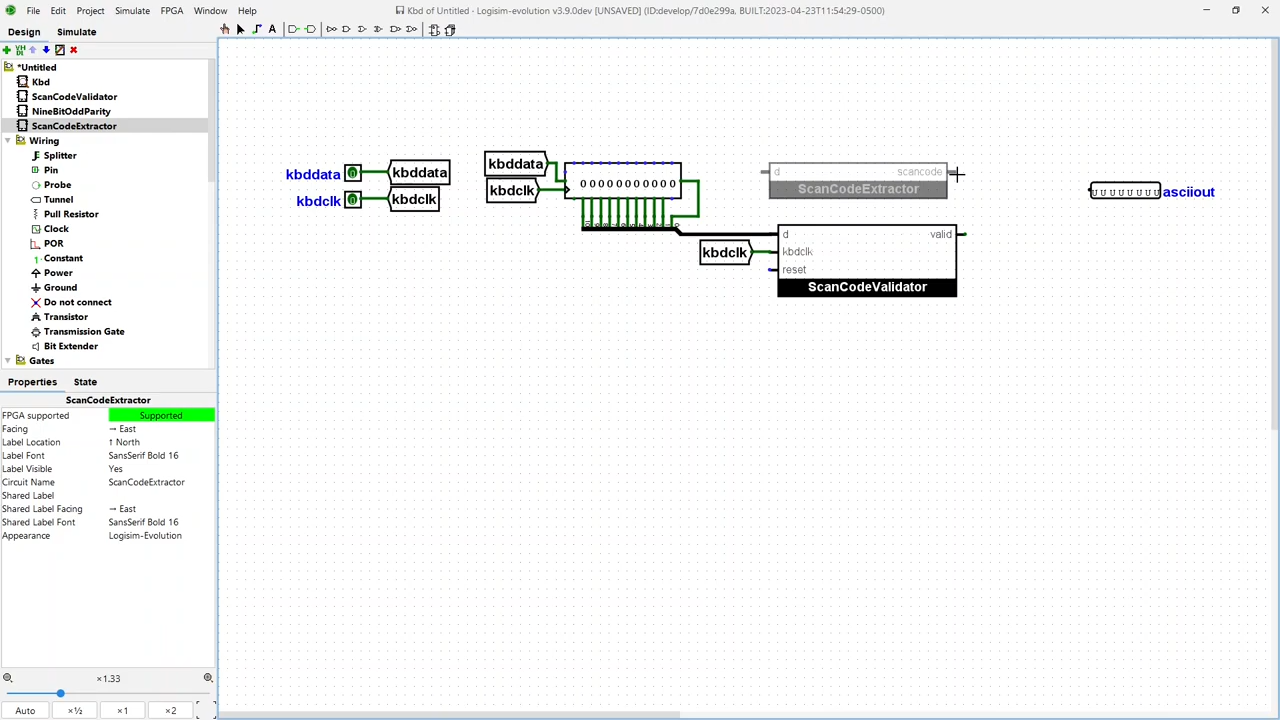 Kbd of Untitled - Logisim-evolution v3.9.0dev [UNSAVED] (ID:develop/7d0e299a, BUILT:2023-04-23T11:54:29-0500)
File Edit Project Simulate FPGA Window Help
Design Simulate
*Untitled
Kbd
ScanCodeValidator
NineBitOddParity
ScanCodeExtractor
Wiring
Splitter
Pin
Probe
Tunnel
Pull Resistor
Clock
POR
Constant
Power
Ground
Do not connect
Transistor
Transmission Gate
Bit Extender
Gates
Properties State
ScanCodeExtractor
FPGA supported Supported
Facing → East
Label Location ↑ North
Label Font SansSerif Bold 16
Label Visible Yes
Circuit Name ScanCodeExtractor
Shared Label
Shared Label Facing → East
Shared Label Font SansSerif Bold 16
Appearance Logisim-Evolution
×1.33
Auto ×½ ×1 ×2
kbddata 0 kbddata
kbdclk 0 kbdclk
kbddata
kbdclk
0 0 0 0 0 0 0 0 0 0 0
d scancode
ScanCodeExtractor
U U U U U U U U asciiout
d valid
kbdclk kbdclk
reset
ScanCodeValidator